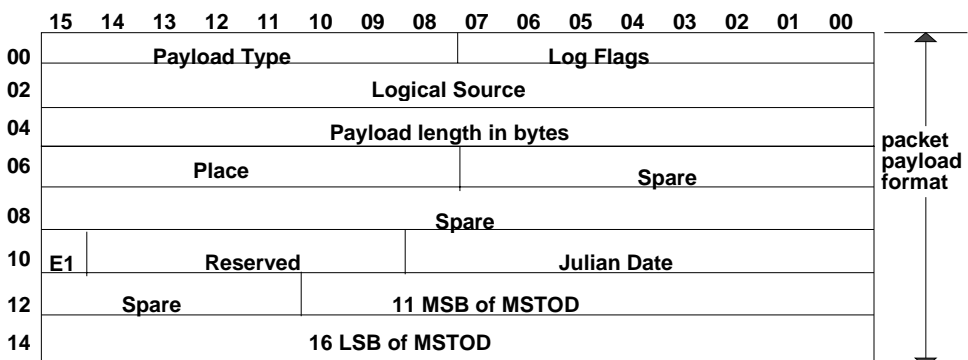 15 14 13 12 11 10 09 08 07 06 05 04 03 02 01 00
00 Payload Type Log Flags
02 Logical Source
04 Payload length in bytes
06 Place Spare
08 Spare
10 E1 Reserved Julian Date
12 Spare 11 MSB of MSTOD
14 16 LSB of MSTOD
packet
payload
format